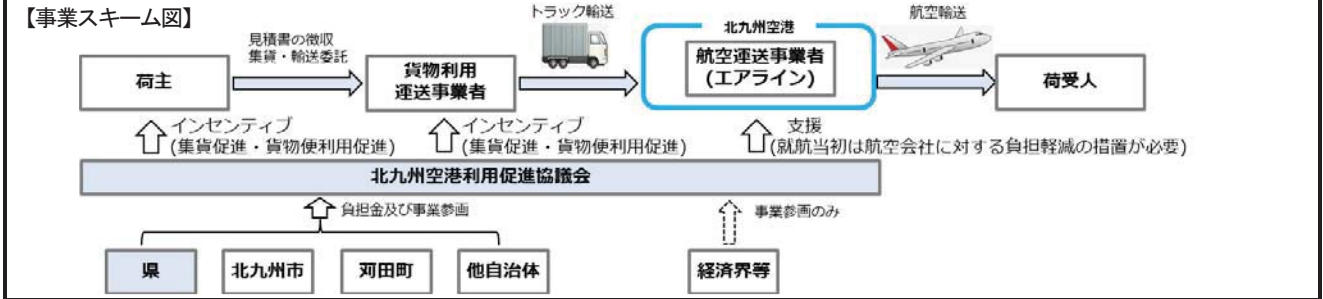 【事業スキーム図】
見積書の徴収
集貨・輸送委託
トラック輸送
北九州空港
航空輸送
荷主
貨物利用
運送事業者
航空運送事業者
(エアライン)
荷受人
インセンティブ
(集貨促進・貨物便利用促進)
インセンティブ
(集貨促進・貨物便利用促進)
支援
(就航当初は航空会社に対する負担軽減の措置が必要)
北九州空港利用促進協議会
負担金及び事業参画
事業参画のみ
県
北九州市
苅田町
他自治体
経済界等